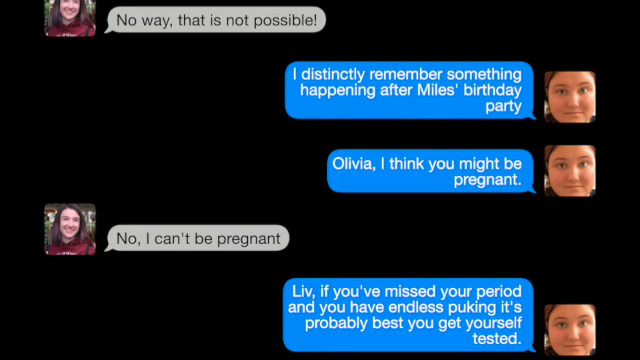 No way, that is not possible!
I distinctly remember something
happening after Miles' birthday
party
Olivia, I think you might be
pregnant.
No, I can't be pregnant
Liv, if you've missed your period
and you have endless puking it's
probably best you get yourself
tested.